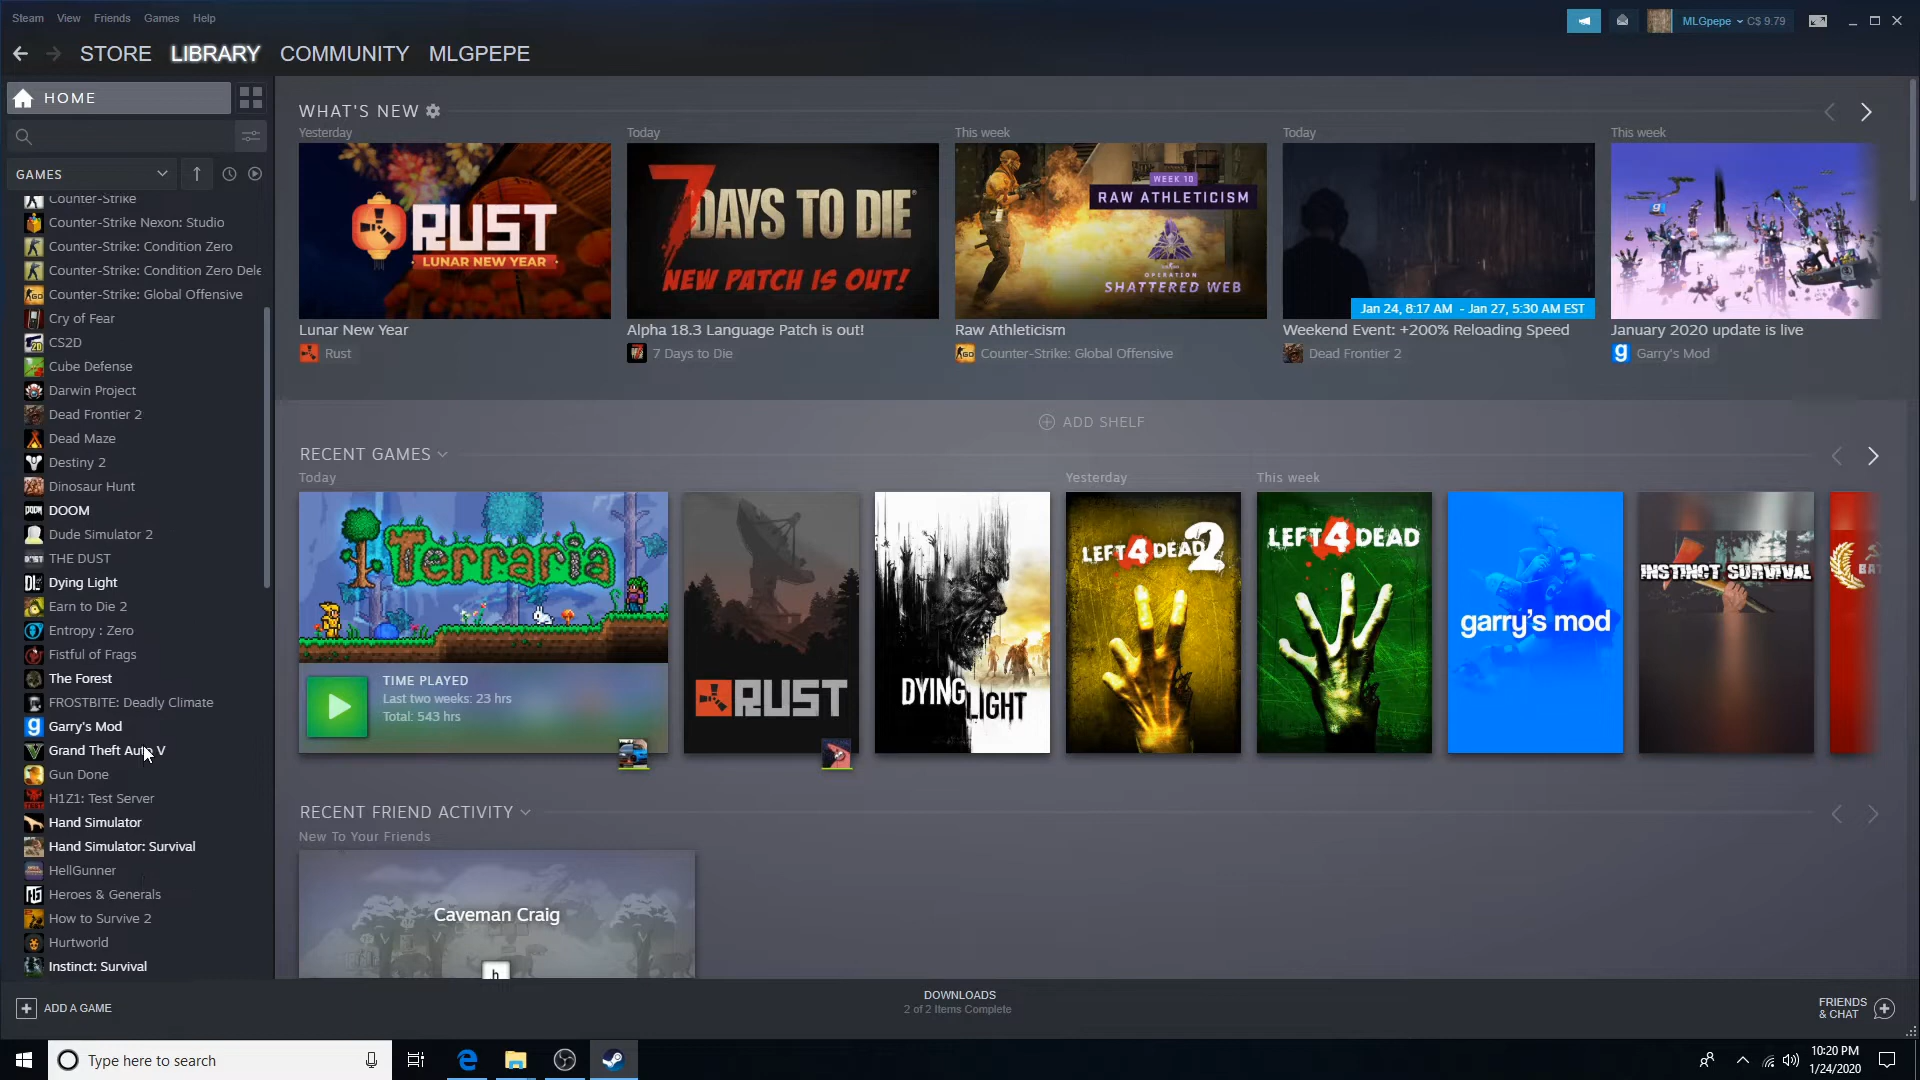 Steam View Friends Games Help
MLGpepe C$ 9.79
STORE LIBRARY COMMUNITY MLGPEPE
HOME
GAMES
Counter-Strike
Counter-Strike Nexon: Studio
Counter-Strike: Condition Zero
Counter-Strike: Condition Zero Dele
Counter-Strike: Global Offensive
Cry of Fear
CS2D
Cube Defense
Darwin Project
Dead Frontier 2
Dead Maze
Destiny 2
Dinosaur Hunt
DOOM
Dude Simulator 2
THE DUST
Dying Light
Earn to Die 2
Entropy : Zero
Fistful of Frags
The Forest
FROSTBITE: Deadly Climate
Garry's Mod
Grand Theft Auto V
Gun Done
H1Z1: Test Server
Hand Simulator
Hand Simulator: Survival
HellGunner
Heroes & Generals
How to Survive 2
Hurtworld
Instinct: Survival
WHAT'S NEW
Yesterday
RUST
· LUNAR NEW YEAR ·
Lunar New Year
Rust
Today
7 DAYS TO DIE
NEW PATCH IS OUT!
Alpha 18.3 Language Patch is out!
7 Days to Die
This week
WEEK 10
RAW ATHLETICISM
OPERATION
SHATTERED WEB
Raw Athleticism
Counter-Strike: Global Offensive
Today
Jan 24, 8:17 AM - Jan 27, 5:30 AM EST
Weekend Event: +200% Reloading Speed
Dead Frontier 2
This week
January 2020 update is live
Garry's Mod
ADD SHELF
RECENT GAMES
Today
Terraria
TIME PLAYED
Last two weeks: 23 hrs
Total: 543 hrs
RUST
DYING LIGHT
Yesterday
LEFT 4 DEAD 2
This week
LEFT 4 DEAD
garry's mod
INSTINCT SURVIVAL
BAT
RECENT FRIEND ACTIVITY
New To Your Friends
Caveman Craig
h
ADD A GAME
DOWNLOADS
2 of 2 Items Complete
FRIENDS
& CHAT
Type here to search
10:20 PM
1/24/2020